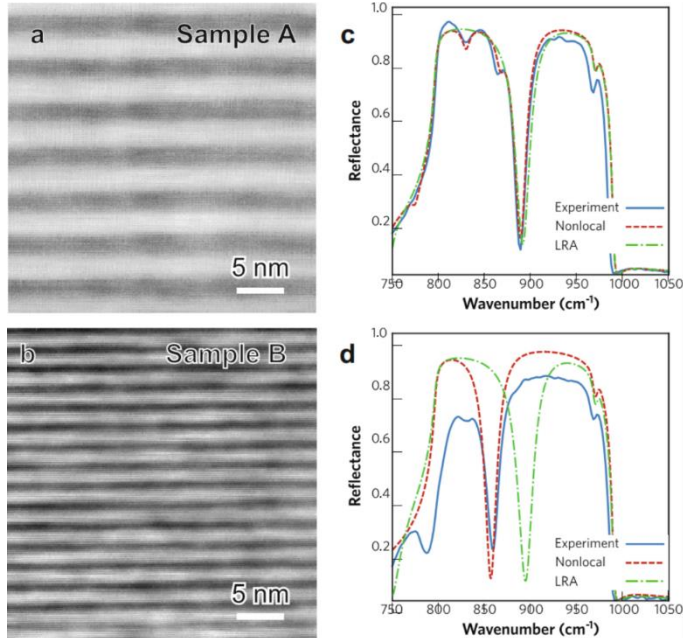 a
Sample A
5 nm
c
1.0
0.8
0.6
0.4
0.2
Reflectance
Experiment
Nonlocal
LRA
750 800 850 900 950 1000 1050
Wavenumber (cm⁻¹)
b
Sample B
5 nm
d
1.0
0.8
0.6
0.4
0.2
Reflectance
Experiment
Nonlocal
LRA
750 800 850 900 950 1000 1050
Wavenumber (cm⁻¹)